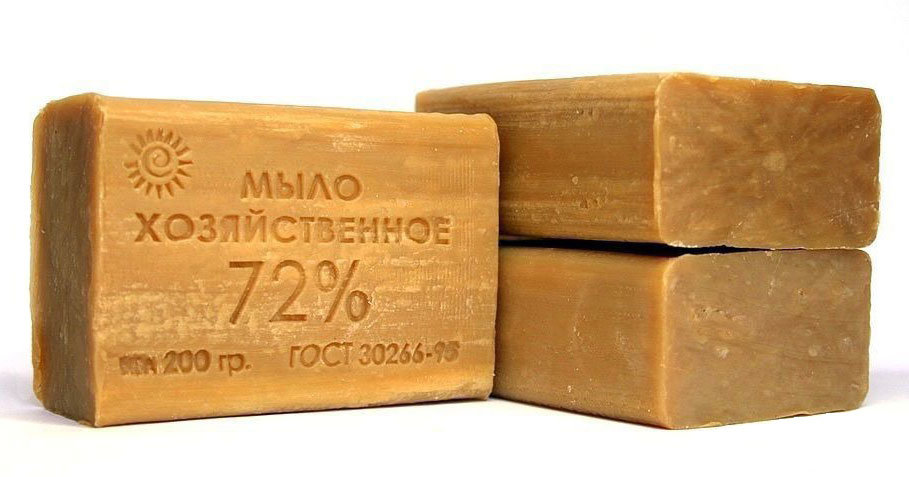 МЫЛО
ХОЗЯЙСТВЕННОЕ
72%
200 гр. ГОСТ 30266-95